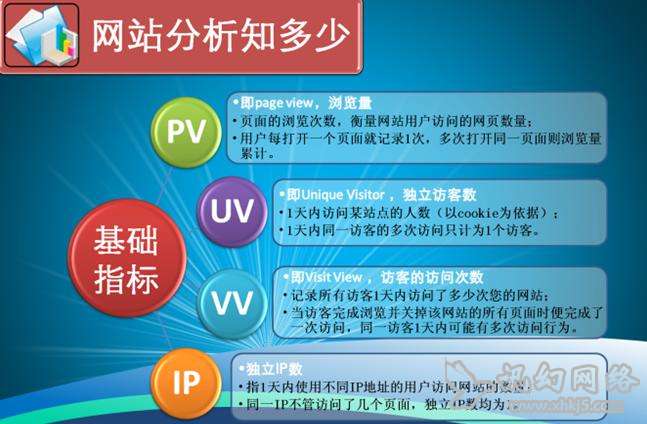 网站分析知多少
基础
指标
PV
•即page view，浏览量
•页面的浏览次数，衡量网站用户访问的网页数量；
•用户每打开一个页面就记录1次，多次打开同一页面则浏览量
累计。
UV
•即Unique Visitor ，独立访客数
•1天内访问某站点的人数（以cookie为依据）；
•1天内同一访客的多次访问只计为1个访客。
VV
•即Visit View ，访客的访问次数
•记录所有访客1天内访问了多少次您的网站；
•当访客完成浏览并关掉该网站的所有页面时便完成了
一次访问，同一访客1天内可能有多次访问行为。
IP
•独立IP数
•指1天内使用不同IP地址的用户访问网站的数量；
•同一IP不管访问了几个页面，独立IP数均为1
讯幻网络
www.xhkj5.com